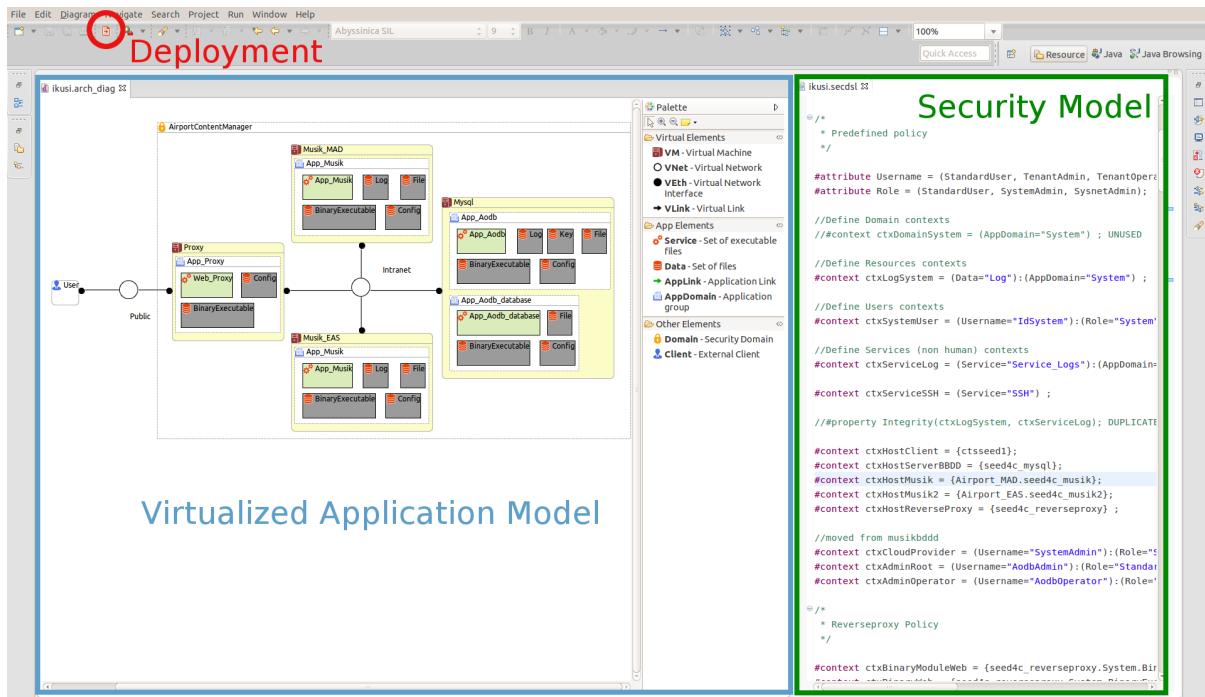 File Edit Diagram Navigate Search Project Run Window Help
Abyssinica SIL 9 B I A 100%
Deployment
Quick Access Resource Java Java Browsing
ikusi.arch_diag
AirportContentManager
Musik_MAD
App_Musik
App_Musik Log File
BinaryExecutable Config
Mysql
App_Aodb
App_Aodb Log Key File
BinaryExecutable Config
App_Aodb_database
App_Aodb_database File
BinaryExecutable Config
Proxy
App_Proxy
Web_Proxy Config
BinaryExecutable
User
Public
Intranet
Musik_EAS
App_Musik
App_Musik Log File
BinaryExecutable Config
Virtualized Application Model
Palette
Virtual Elements
VM - Virtual Machine
VNet - Virtual Network
VEth - Virtual Network
Interface
VLink - Virtual Link
App Elements
Service - Set of executable
files
Data - Set of files
AppLink - Application Link
AppDomain - Application
group
Other Elements
Domain - Security Domain
Client - External Client
ikusi.secdsl
Security Model
/*
* Predefined policy
*/
#attribute Username = (StandardUser, TenantAdmin, TenantOpera
#attribute Role = (StandardUser, SystemAdmin, SysnetAdmin);
//Define Domain contexts
//#context ctxDomainSystem = (AppDomain="System") ; UNUSED
//Define Resources contexts
#context ctxLogSystem = (Data="Log"):(AppDomain="System") ;
//Define Users contexts
#context ctxSystemUser = (Username="IdSystem"):(Role="System"
//Define Services (non human) contexts
#context ctxServiceLog = (Service="Service_Logs"):(AppDomain=
#context ctxServiceSSH = (Service="SSH") ;
//#property Integrity(ctxLogSystem, ctxServiceLog); DUPLICATE
#context ctxHostClient = {ctsseed1};
#context ctxHostServerBBDD = {seed4c_mysql};
#context ctxHostMusik = {Airport_MAD.seed4c_musik};
#context ctxHostMusik2 = {Airport_EAS.seed4c_musik2};
#context ctxHostReverseProxy = {seed4c_reverseproxy} ;
//moved from musikbddd
#context ctxCloudProvider = (Username="SystemAdmin"):(Role="S
#context ctxAdminRoot = (Username="AodbAdmin"):(Role="Standar
#context ctxAdminOperator = (Username="AodbOperator"):(Role="
/*
* Reverseproxy Policy
*/
#context ctxBinaryModuleWeb = {seed4c_reverseproxy.System.Bin